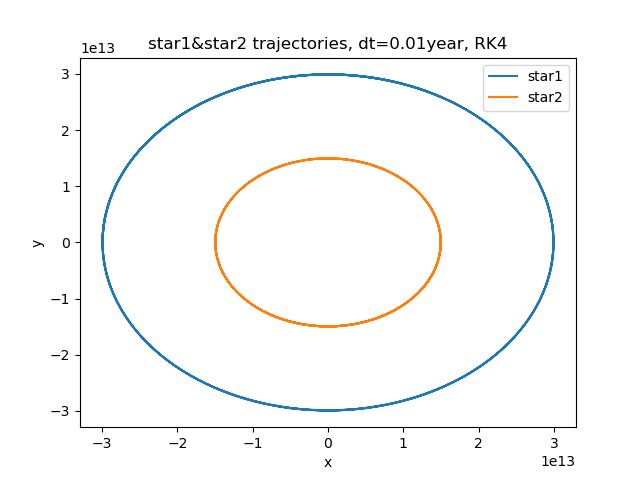 star1&star2 trajectories, dt=0.01year, RK4
1e13
star1
star2
3
2
1
0
−1
−2
−3
y
−3 −2 −1 0 1 2 3
x
1e13